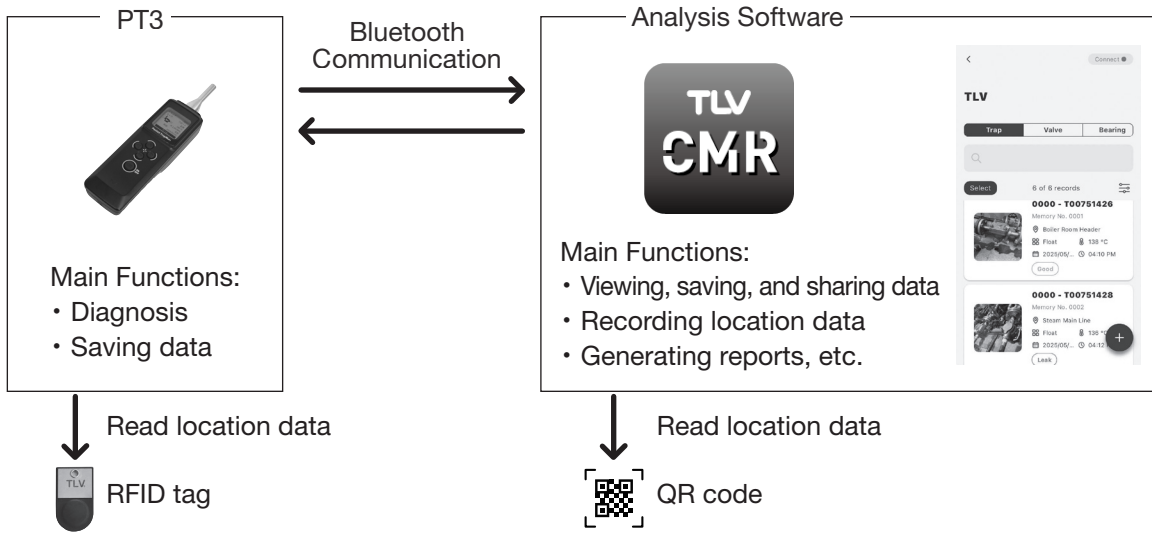 PT3
Bluetooth
Communication
Analysis Software
Main Functions:
・Diagnosis
・Saving data
TLV
CMR
Main Functions:
・Viewing, saving, and sharing data
・Recording location data
・Generating reports, etc.
<
Connect
TLV
Trap Valve Bearing
Select 6 of 6 records
0000 - T00751426
Memory No. 0001
Boiler Room Header
Float 138 °C
2025/05/... 04:10 PM
Good
0000 - T00751428
Memory No. 0002
Steam Main Line
Float 136 °C
2025/05/... 04:12
+
Leak
Read location data
TLV
RFID tag
Read location data
QR code